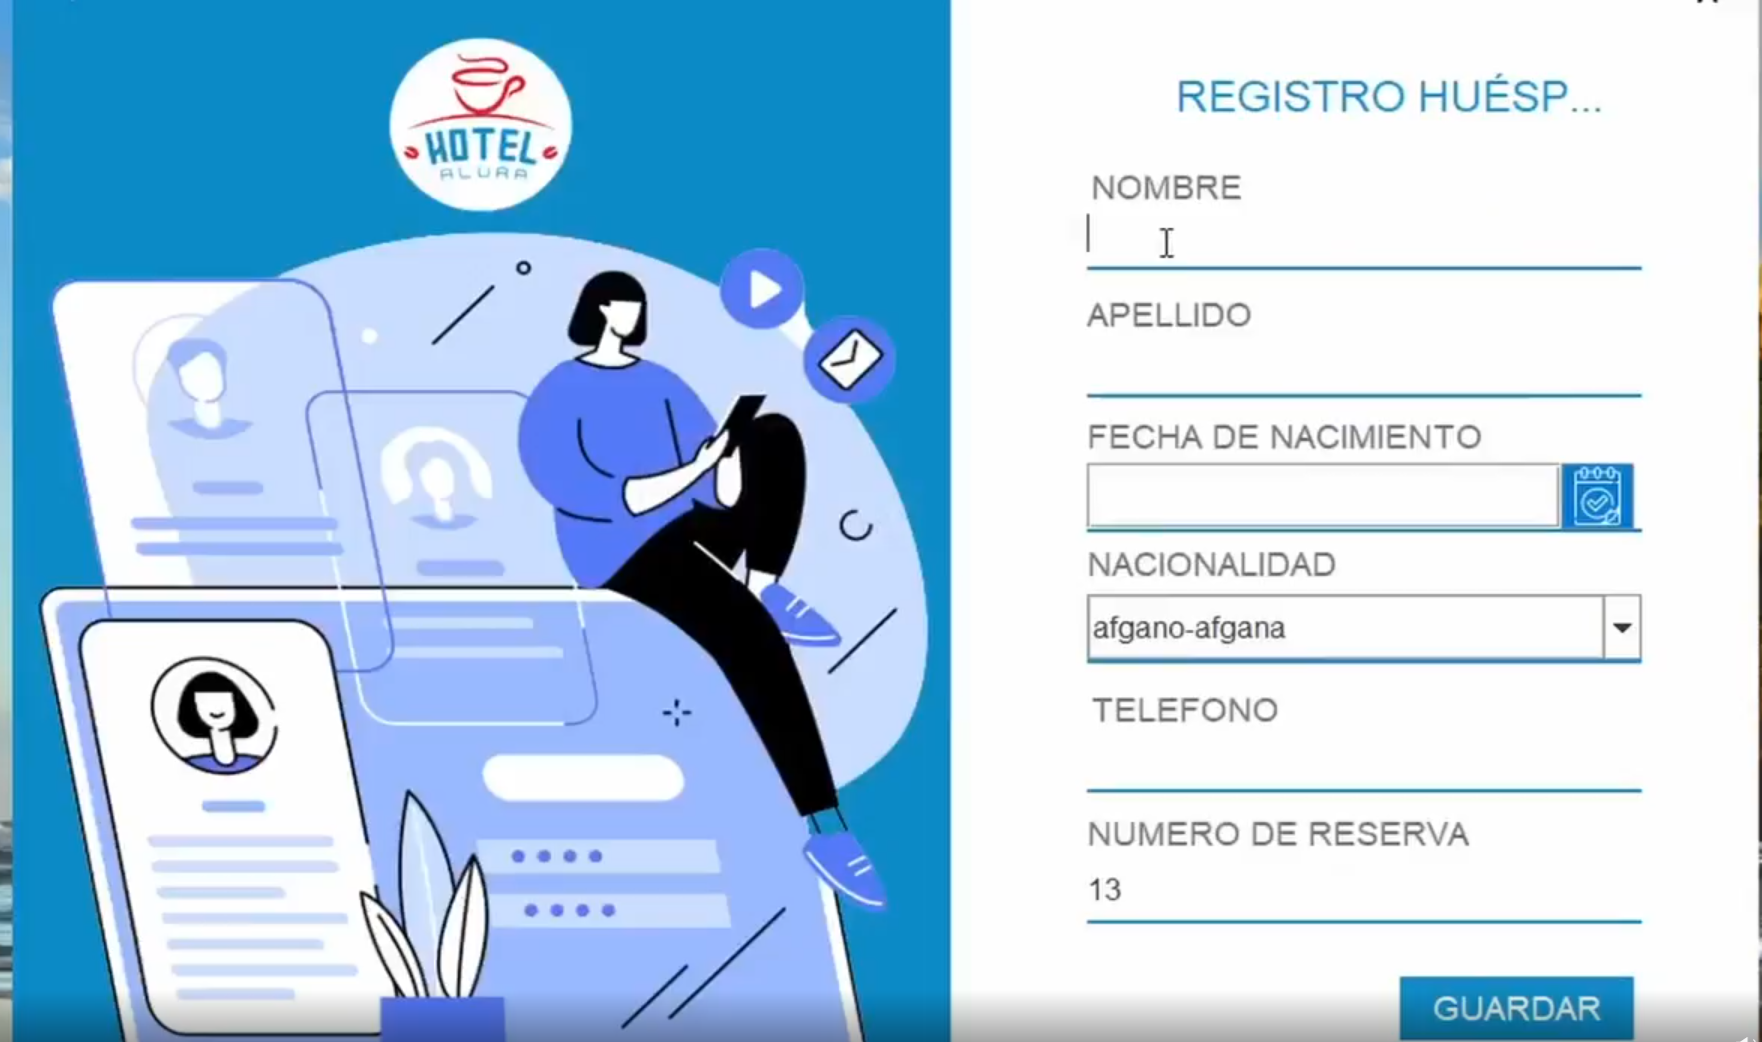 HOTEL
ALURA
REGISTRO HUÉSP...
NOMBRE
APELLIDO
FECHA DE NACIMIENTO
NACIONALIDAD
afgano-afgana
TELEFONO
NUMERO DE RESERVA
13
GUARDAR